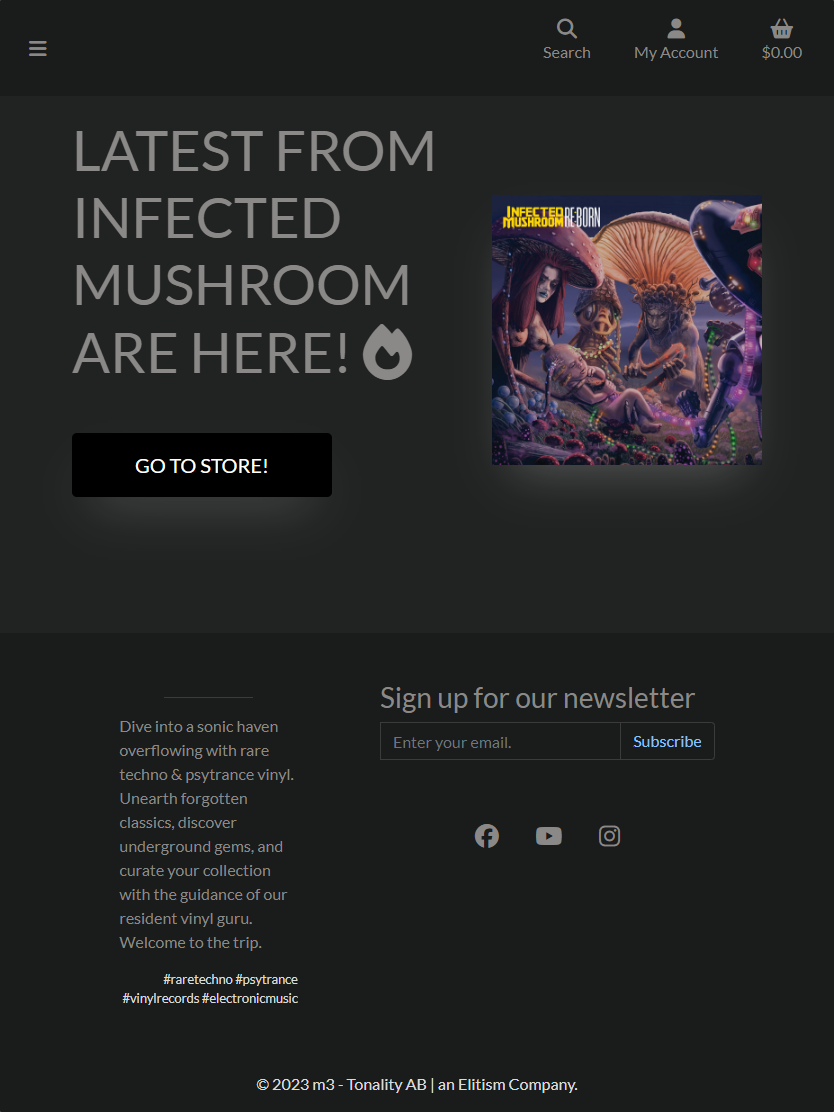 Search
My Account
$0.00
LATEST FROM
INFECTED
MUSHROOM
ARE HERE!
INFECTED
MUSHROOM RE:BORN
GO TO STORE!
Sign up for our newsletter
Enter your email.
Subscribe
Dive into a sonic haven
overflowing with rare
techno & psytrance vinyl.
Unearth forgotten
classics, discover
underground gems, and
curate your collection
with the guidance of our
resident vinyl guru.
Welcome to the trip.
#raretechno #psytrance
#vinylrecords #electronicmusic
© 2023 m3 - Tonality AB | an Elitism Company.